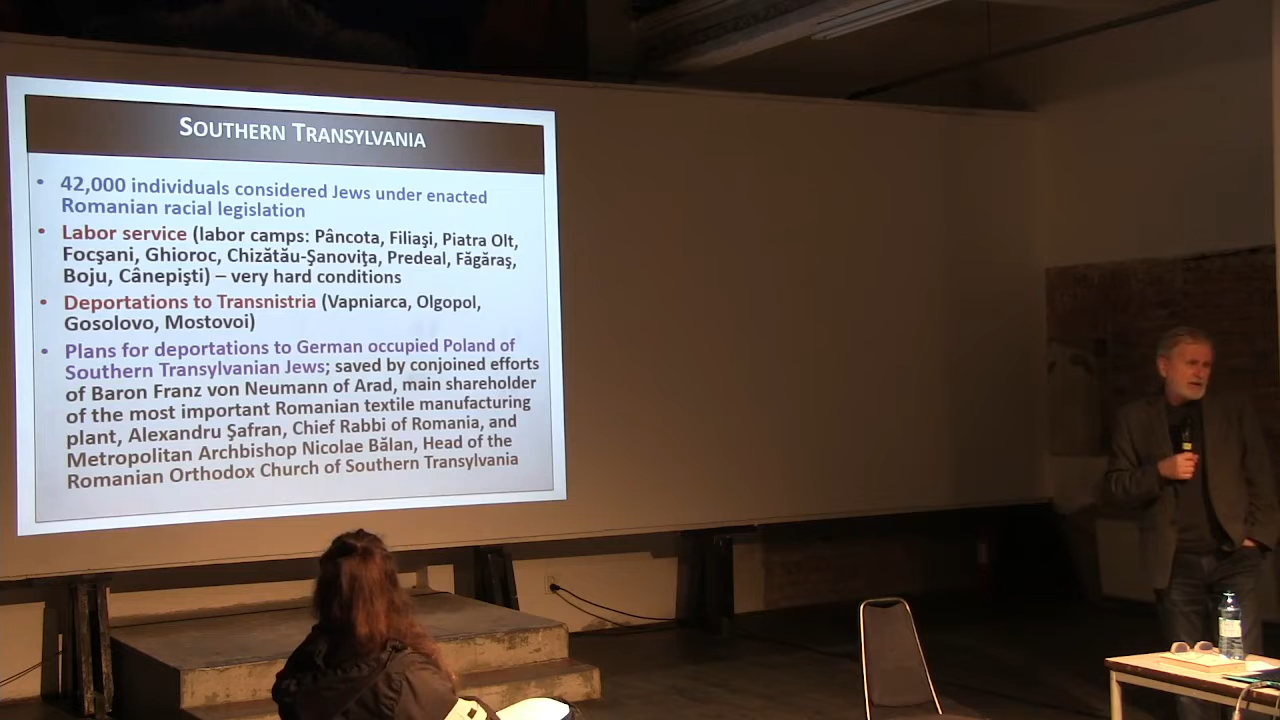 SOUTHERN TRANSYLVANIA
• 42,000 individuals considered Jews under enacted
Romanian racial legislation
• Labor service (labor camps: Pâncota, Filiaşi, Piatra Olt,
Focşani, Ghioroc, Chizătău-Şanoviţa, Predeal, Făgăraş,
Boju, Cânepişti) – very hard conditions
• Deportations to Transnistria (Vapniarca, Olgopol,
Gosolovo, Mostovoi)
• Plans for deportations to German occupied Poland of
Southern Transylvanian Jews; saved by conjoined efforts
of Baron Franz von Neumann of Arad, main shareholder
of the most important Romanian textile manufacturing
plant, Alexandru Şafran, Chief Rabbi of Romania, and
Metropolitan Archbishop Nicolae Bălan, Head of the
Romanian Orthodox Church of Southern Transylvania